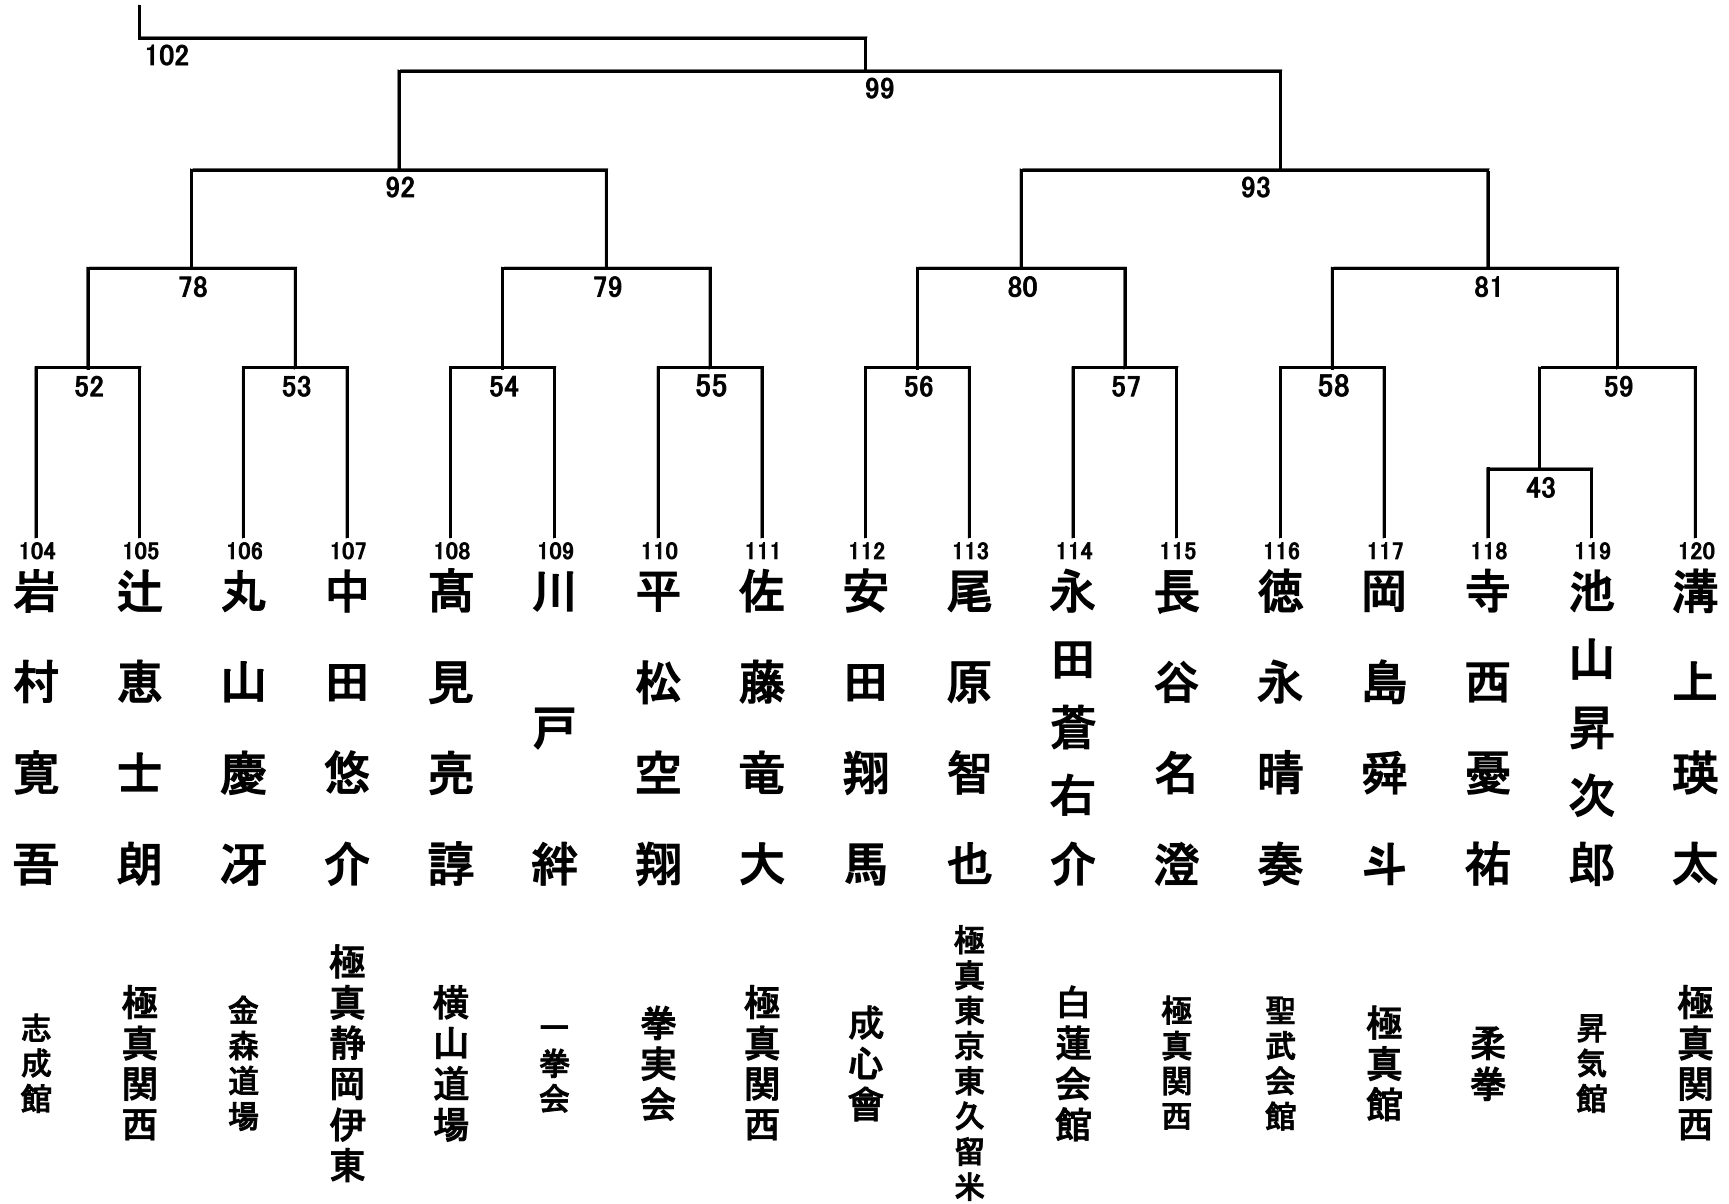 102
99
92
93
78
79
80
81
52
53
54
55
56
57
58
59
43
104
岩村寛吾
志成館
105
辻恵士朗
極真関西
106
丸山慶冴
金森道場
107
中田悠介
極真静岡伊東
108
髙見亮諄
横山道場
109
川戸絆
一拳会
110
平松空翔
拳実会
111
佐藤竜大
極真関西
112
安田翔馬
成心會
113
尾原智也
極真東京東久留米
114
永田蒼右介
白蓮会館
115
長谷名澄
極真関西
116
徳永晴奏
聖武会館
117
岡島舜斗
極真館
118
寺西憂祐
柔拳
119
池山昇次郎
昇気館
120
溝上瑛太
極真関西